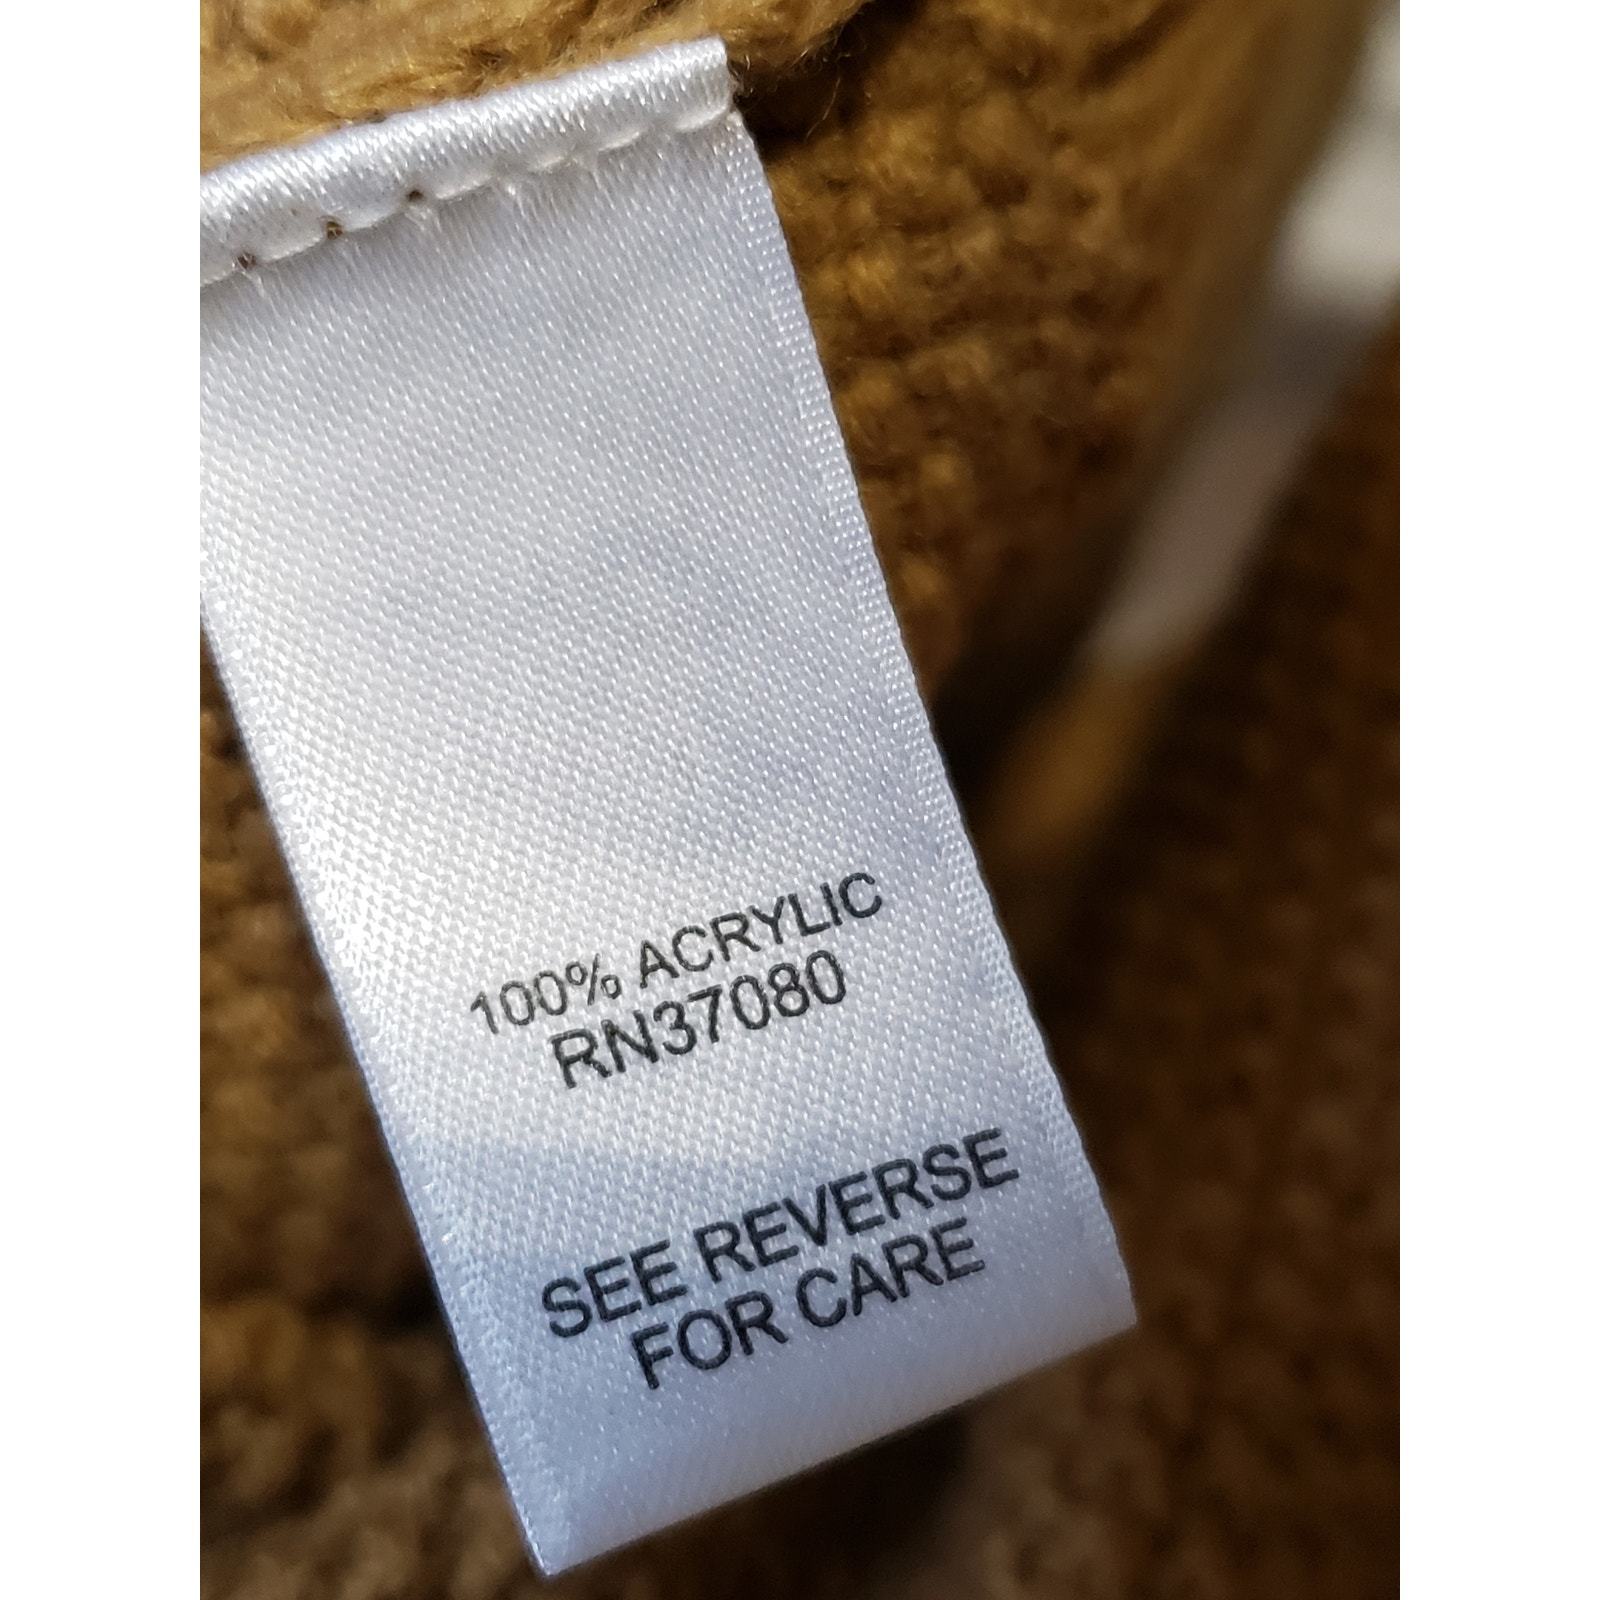 100% ACRYLIC
RN37080
SEE REVERSE
FOR CARE